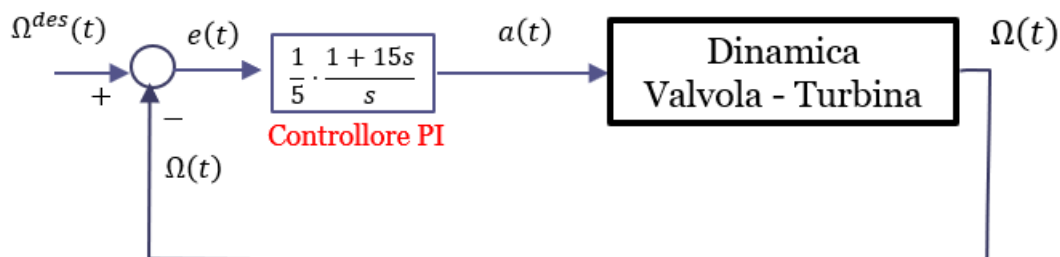 Ω^{des}(t)
e(t)
1/5 · (1 + 15s)/s
a(t)
Dinamica
Valvola - Turbina
Ω(t)
+
−
Controllore PI
Ω(t)